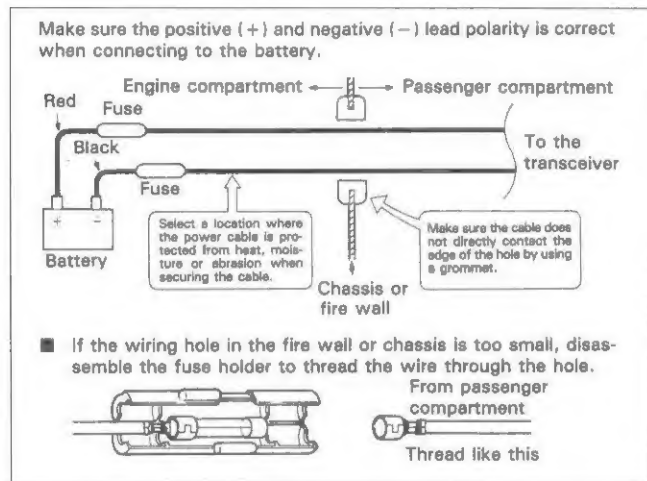 Make sure the positive (+) and negative (−) lead polarity is correct
when connecting to the battery.
Engine compartment
Passenger compartment
Red
Fuse
Black
Fuse
To the
transceiver
+
−
Battery
Select a location where
the power cable is pro-
tected from heat, mois-
ture or abrasion when
securing the cable.
Make sure the cable does
not directly contact the
edge of the hole by using
a grommet.
Chassis or
fire wall
■ If the wiring hole in the fire wall or chassis is too small, disas-
semble the fuse holder to thread the wire through the hole.
From passenger
compartment
Thread like this